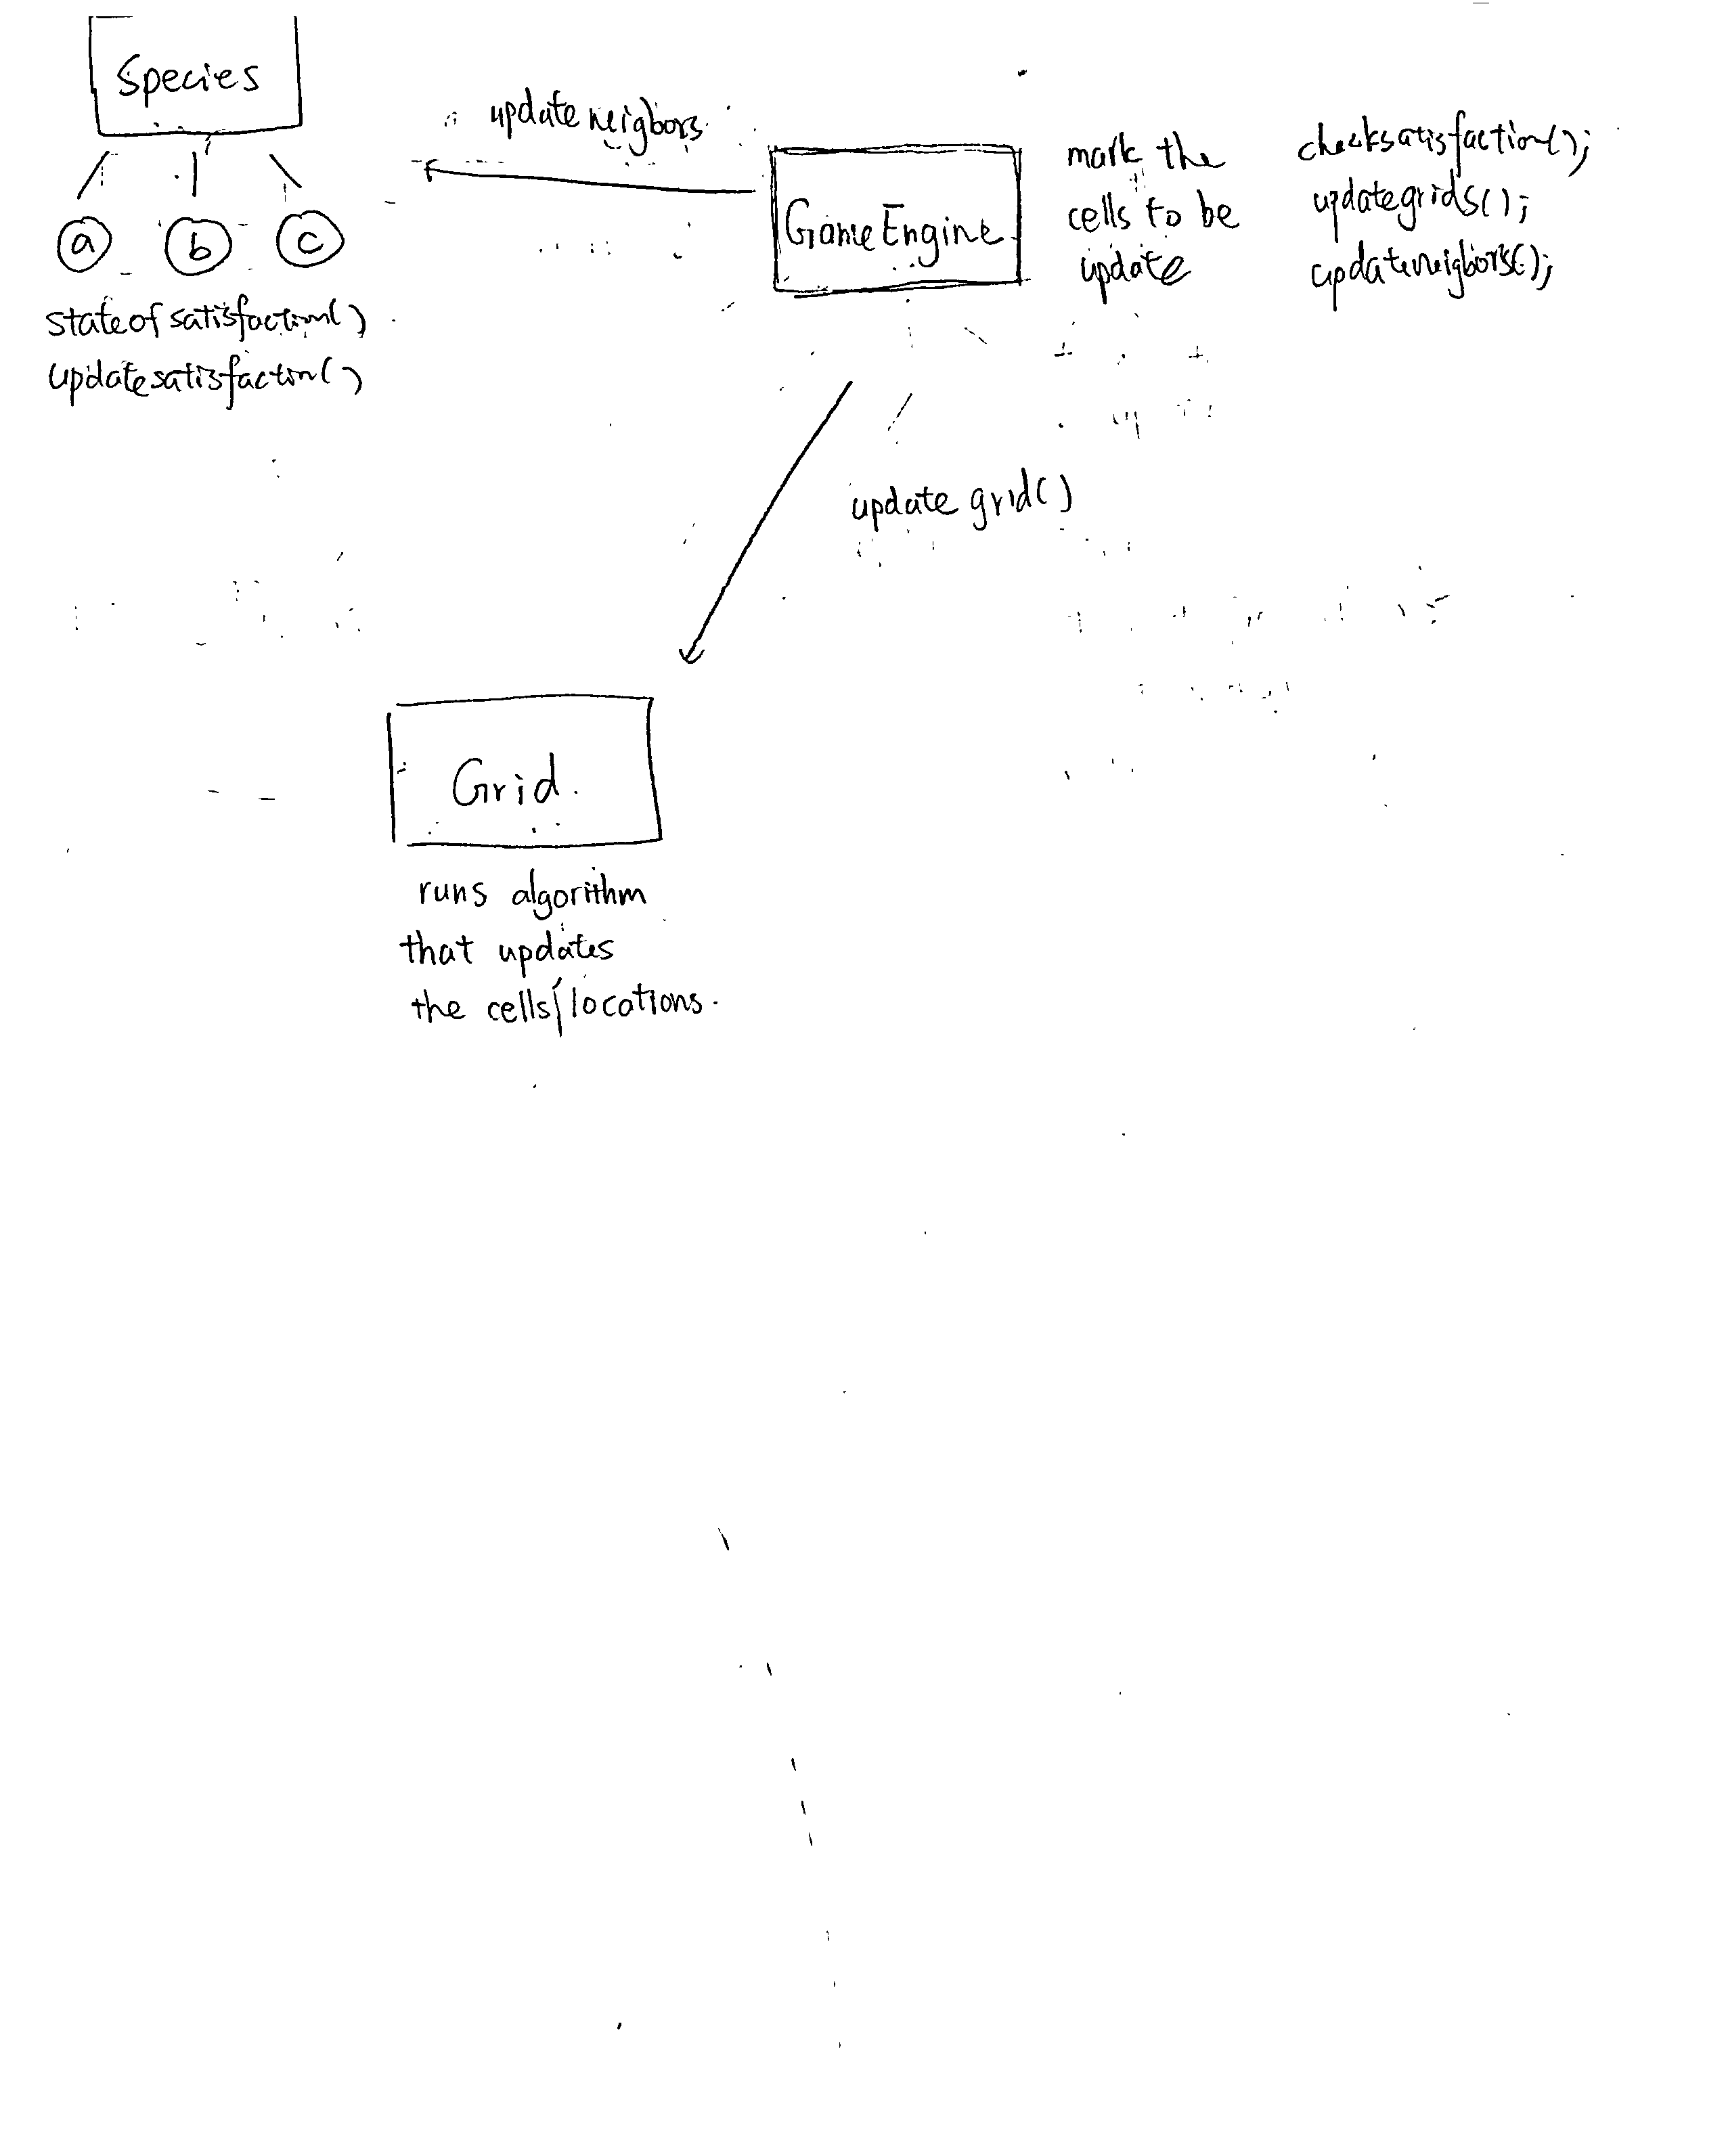 Species
update neigbors
GameEngine
mark the
cells to be
update
checksatisfaction();
updategrids();
updateneigbors();
a
b
c
stateofsatisfaction()
updatesatisfaction()
update grid()
Grid.
runs algorithm
that updates
the cells/locations.